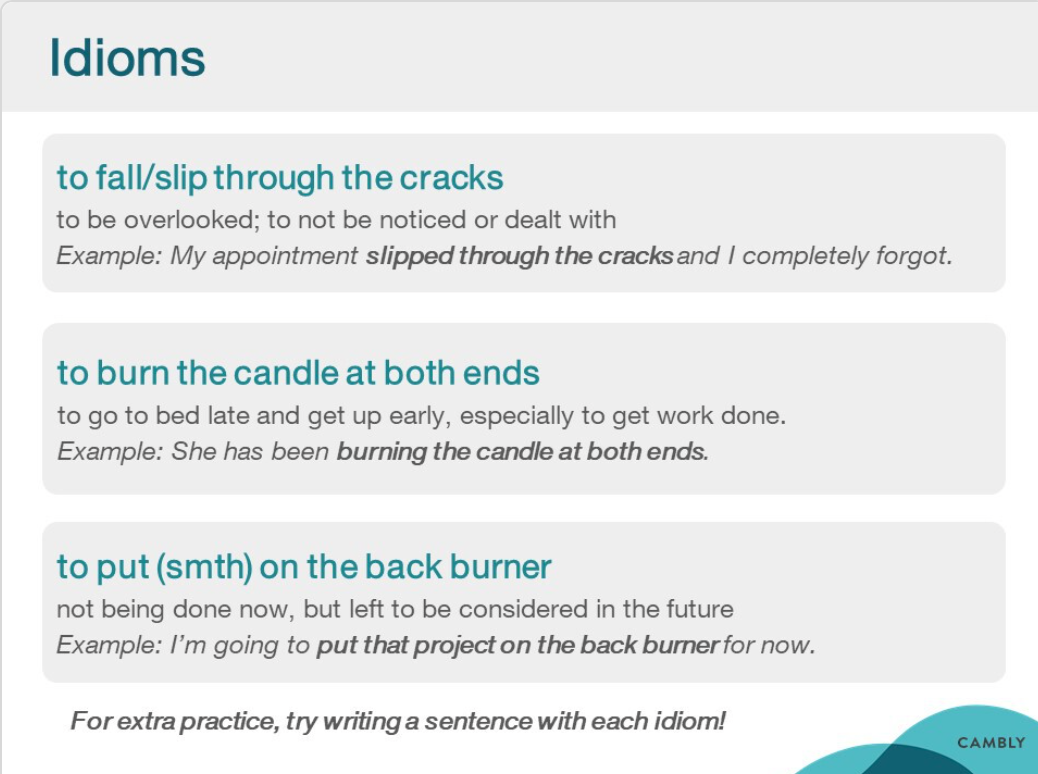 Idioms
to fall/slip through the cracks
to be overlooked; to not be noticed or dealt with
Example: My appointment slipped through the cracks and I completely forgot.
to burn the candle at both ends
to go to bed late and get up early, especially to get work done.
Example: She has been burning the candle at both ends.
to put (smth) on the back burner
not being done now, but left to be considered in the future
Example: I’m going to put that project on the back burner for now.
For extra practice, try writing a sentence with each idiom!
CAMBLY